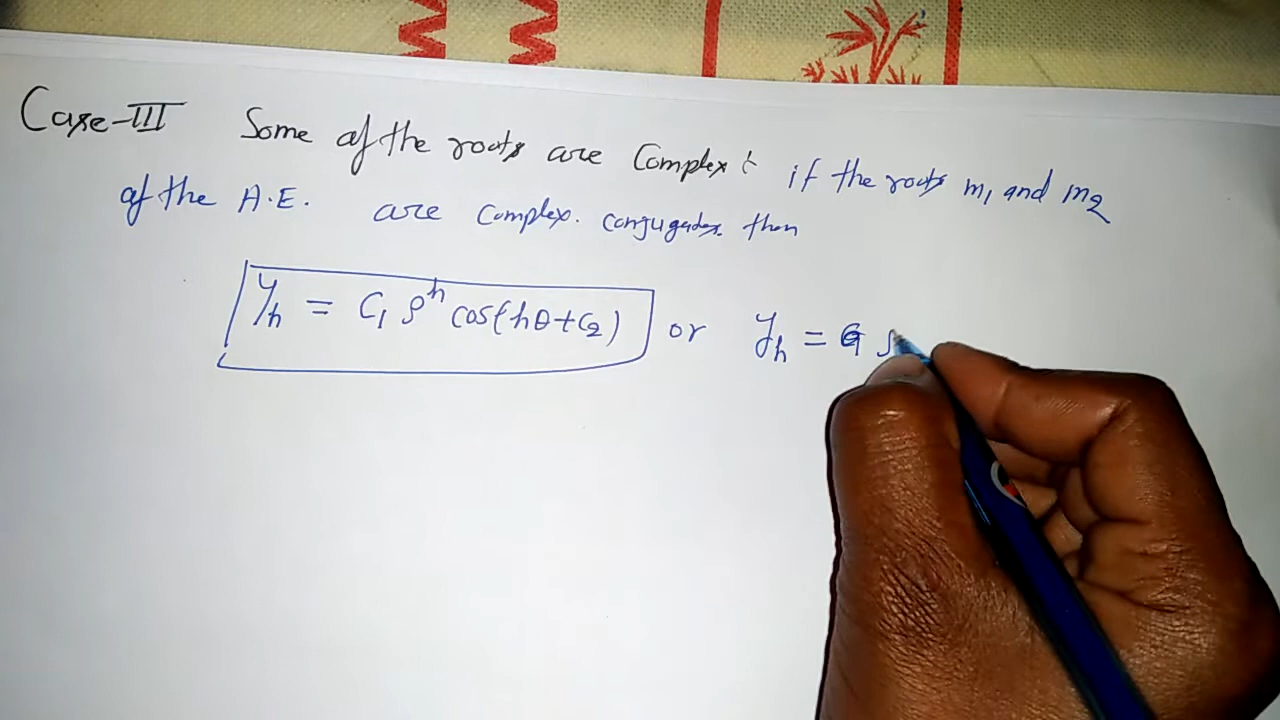 Case-III Some of the roots are Complex :- if the roots m₁ and m₂
of the A.E. are complex. conjugates. then
yₕ = C₁ ρʰ cos(hθ+C₂) or yₕ = C₁ ρ